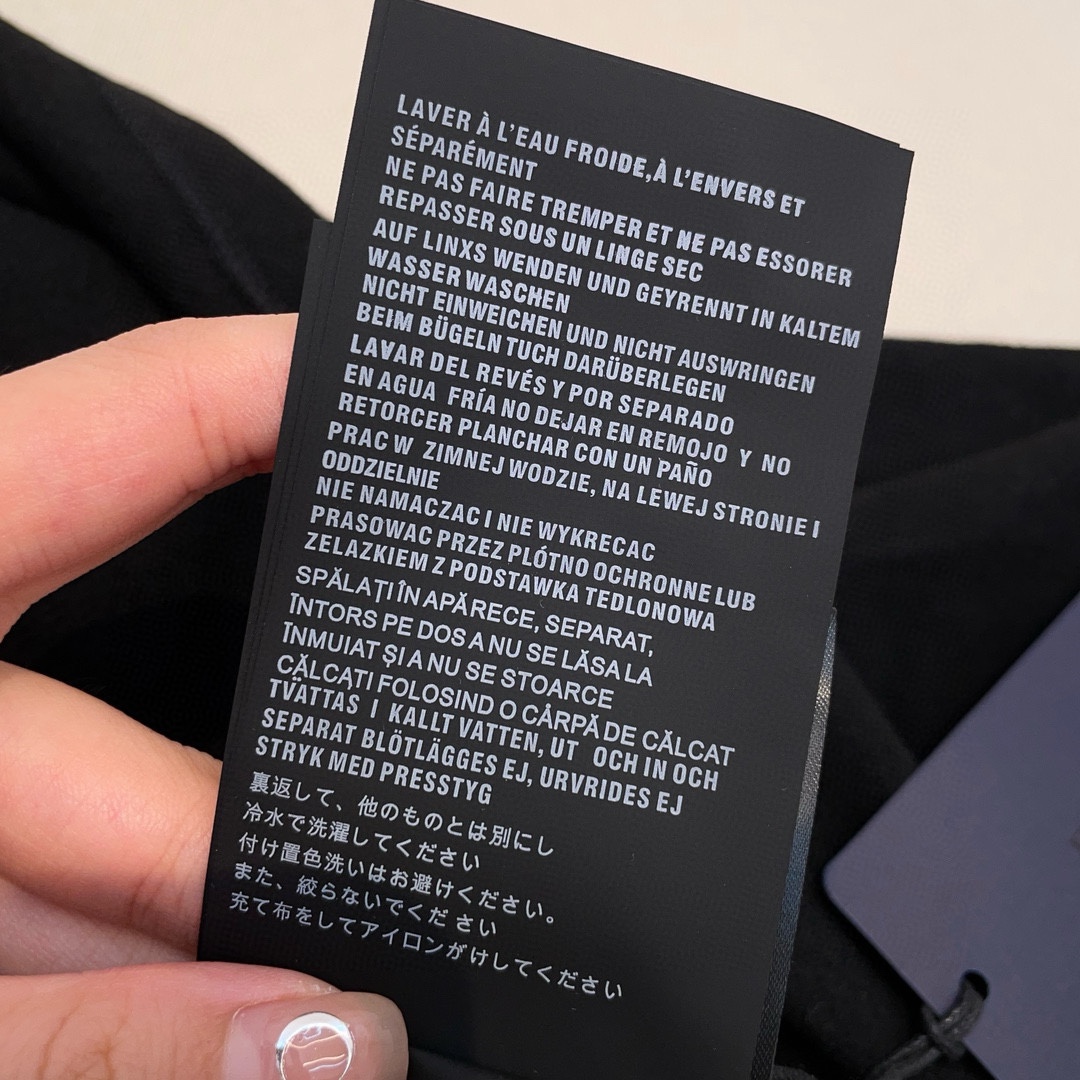 LAVER À L'EAU FROIDE,À L'ENVERS ET
SÉPARÉMENT
NE PAS FAIRE TREMPER ET NE PAS ESSORER
REPASSER SOUS UN LINGE SEC
AUF LINXS WENDEN UND GEYRENNT IN KALTEM
WASSER WASCHEN
NICHT EINWEICHEN UND NICHT AUSWRINGEN
BEIM BÜGELN TUCH DARÜBERLEGEN
LAVAR DEL REVÉS Y POR SEPARADO
EN AGUA FRÍA NO DEJAR EN REMOJO Y NO
RETORCER PLANCHAR CON UN PAÑO
PRAC W ZIMNEJ WODZIE, NA LEWEJ STRONIE I
ODDZIELNIE
NIE NAMACZAC I NIE WYKRECAC
PRASOWAC PRZEZ PLÓTNO OCHRONNE LUB
ZELAZKIEM Z PODSTAWKA TEDLONOWA
SPĂLAȚI ÎN APĂRECE, SEPARAT,
ÎNTORS PE DOS A NU SE LĂSA LA
ÎNMUIAT ȘI A NU SE STOARCE
CĂLCAȚI FOLOSIND O CÂRPĂ DE CĂLCAT
TVÄTTAS I KALLT VATTEN, UT OCH IN OCH
SEPARAT BLÖTLÄGGES EJ, URVRIDES EJ
STRYK MED PRESSTYG
裏返して、他のものとは別にし
冷水で洗濯してください
付け置色洗いはお避けください。
また、絞らないでくだ さい
充て布をしてアイロンがけしてください